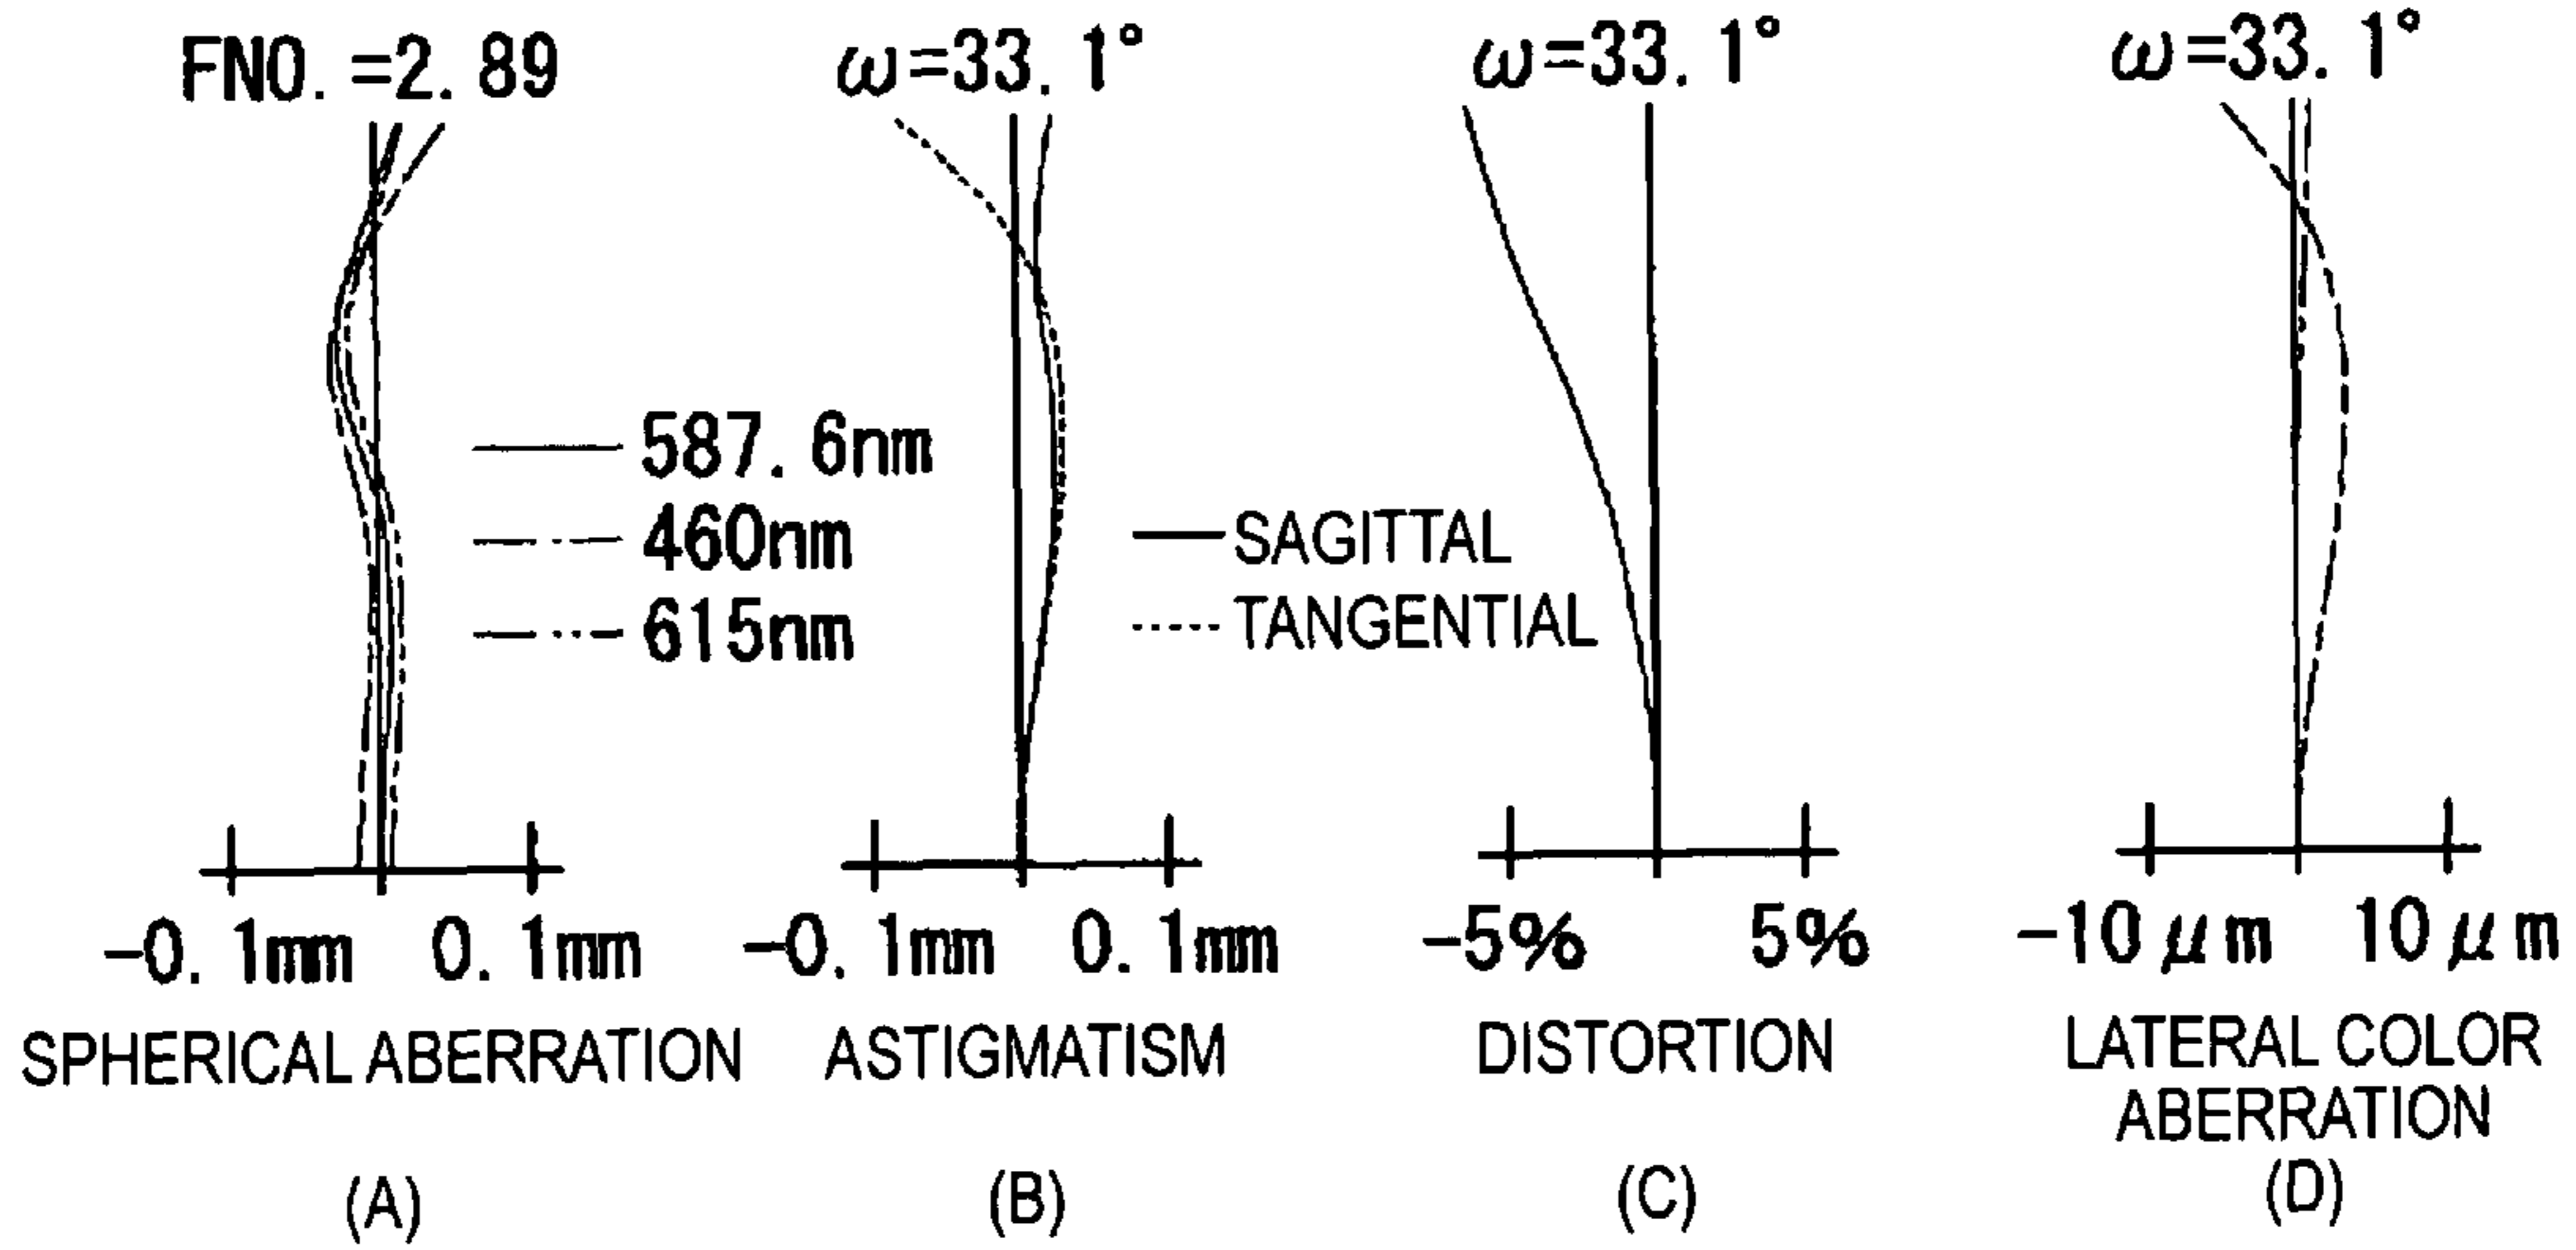 FNO. =2. 89
ω=33. 1°
ω=33. 1°
ω=33. 1°
587. 6nm
460nm
615nm
SAGITTAL
TANGENTIAL
-0. 1mm 0. 1mm
-0. 1mm 0. 1mm
-5% 5%
-10μm 10μm
SPHERICAL ABERRATION
ASTIGMATISM
DISTORTION
LATERAL COLOR
ABERRATION
(A)
(B)
(C)
(D)